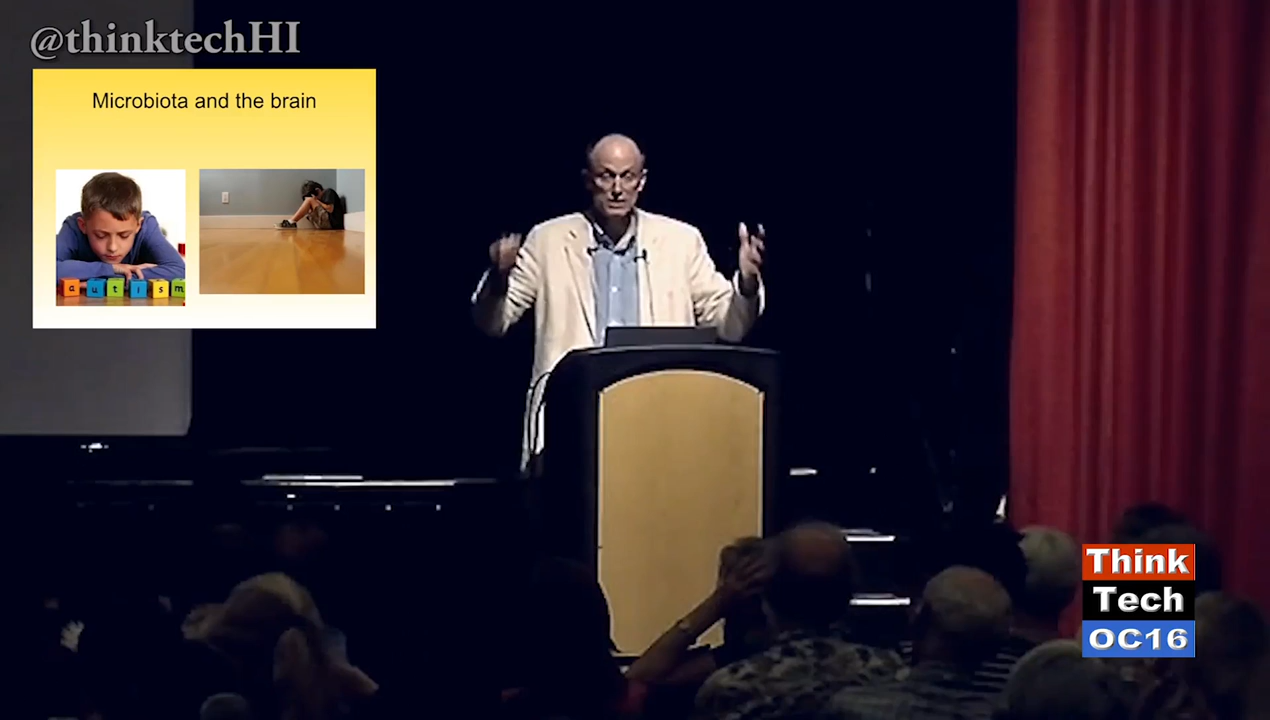 @thinktechHI
Microbiota and the brain
autism
Think
Tech
OC16